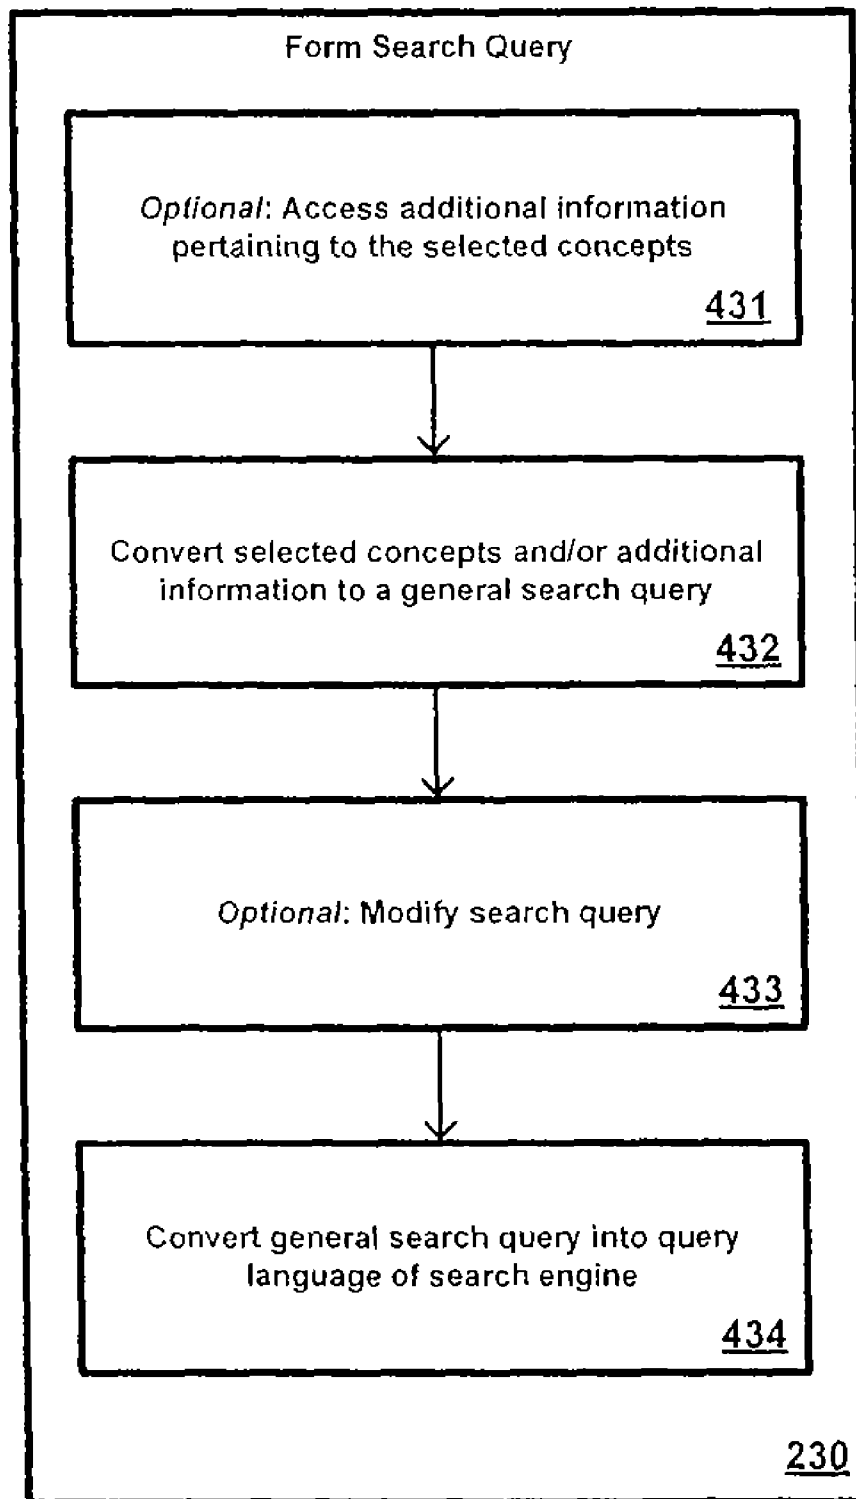 Form Search Query
Optional: Access additional information
pertaining to the selected concepts
431
Convert selected concepts and/or additional
information to a general search query
432
Optional: Modify search query
433
Convert general search query into query
language of search engine
434
230